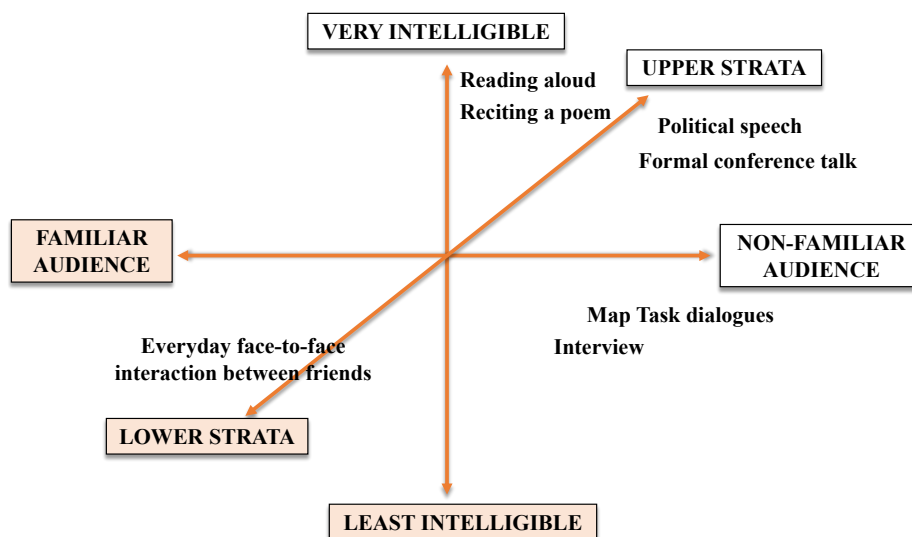 VERY INTELLIGIBLE
Reading aloud
Reciting a poem
UPPER STRATA
Political speech
Formal conference talk
FAMILIAR
AUDIENCE
NON-FAMILIAR
AUDIENCE
Map Task dialogues
Interview
Everyday face-to-face
interaction between friends
LOWER STRATA
LEAST INTELLIGIBLE